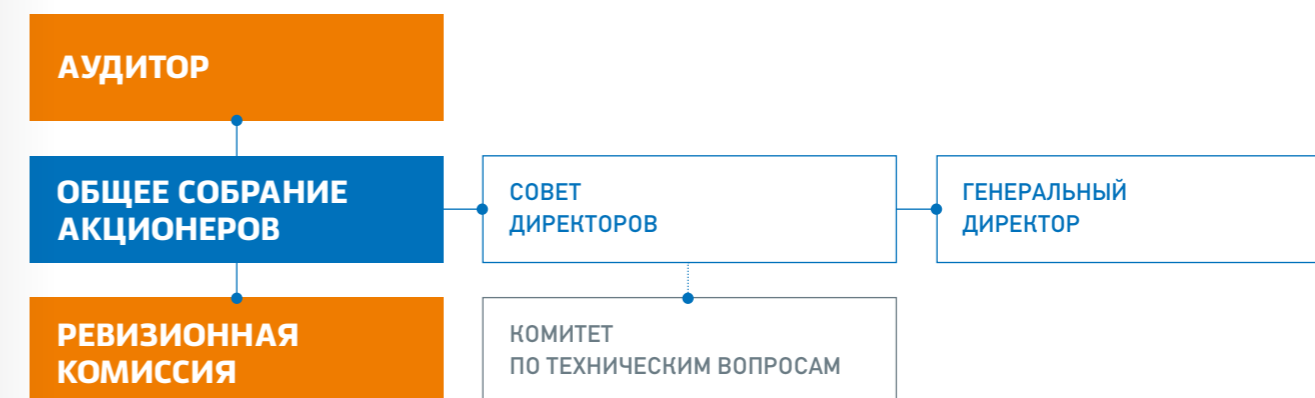 АУДИТОР
ОБЩЕЕ СОБРАНИЕ
АКЦИОНЕРОВ
СОВЕТ
ДИРЕКТОРОВ
ГЕНЕРАЛЬНЫЙ
ДИРЕКТОР
РЕВИЗИОННАЯ
КОМИССИЯ
КОМИТЕТ
ПО ТЕХНИЧЕСКИМ ВОПРОСАМ